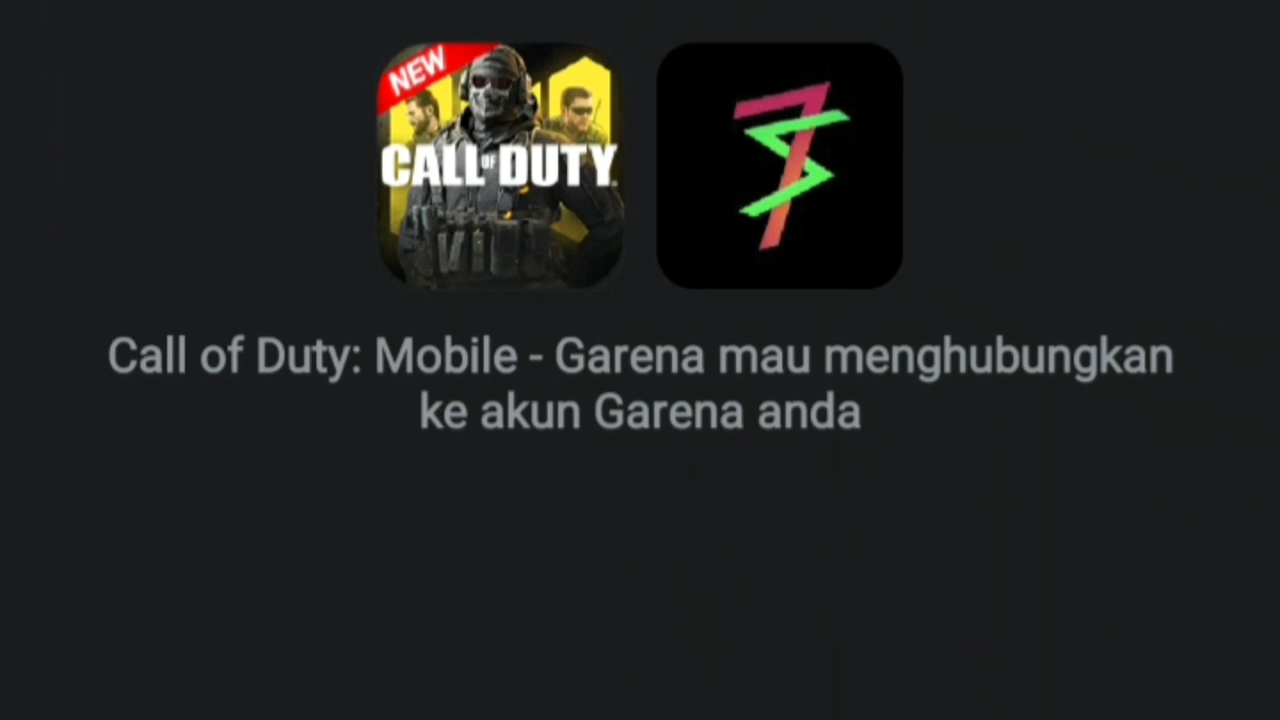 NEW
CALL OF DUTY
Call of Duty: Mobile - Garena mau menghubungkan
ke akun Garena anda